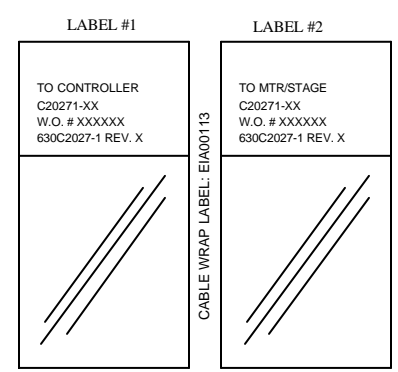 LABEL #1
TO CONTROLLER
C20271-XX
W.O. # XXXXXX
630C2027-1 REV. X
CABLE WRAP LABEL: EIA00113
LABEL #2
TO MTR/STAGE
C20271-XX
W.O. # XXXXXX
630C2027-1 REV. X